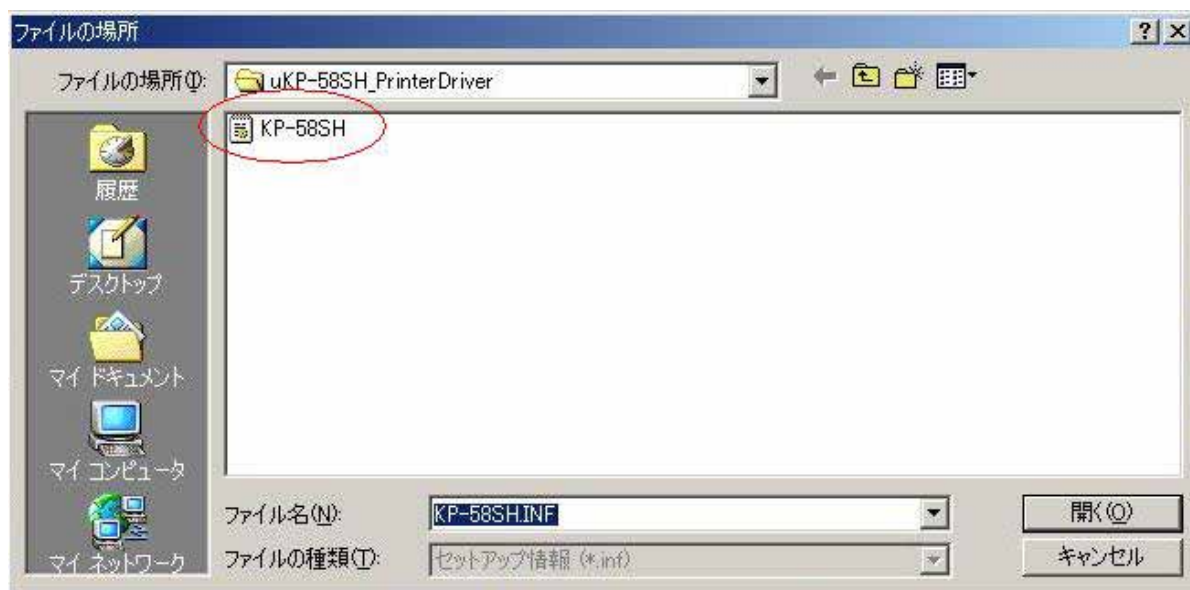 ファイルの場所
ファイルの場所(I): uKP-58SH_PrinterDriver
KP-58SH
履歴
デスクトップ
マイ ドキュメント
マイ コンピュータ
マイ ネットワーク
ファイル名(N): KP-58SH.INF 開く(O)
ファイルの種類(T): セットアップ情報 (*.inf) キャンセル